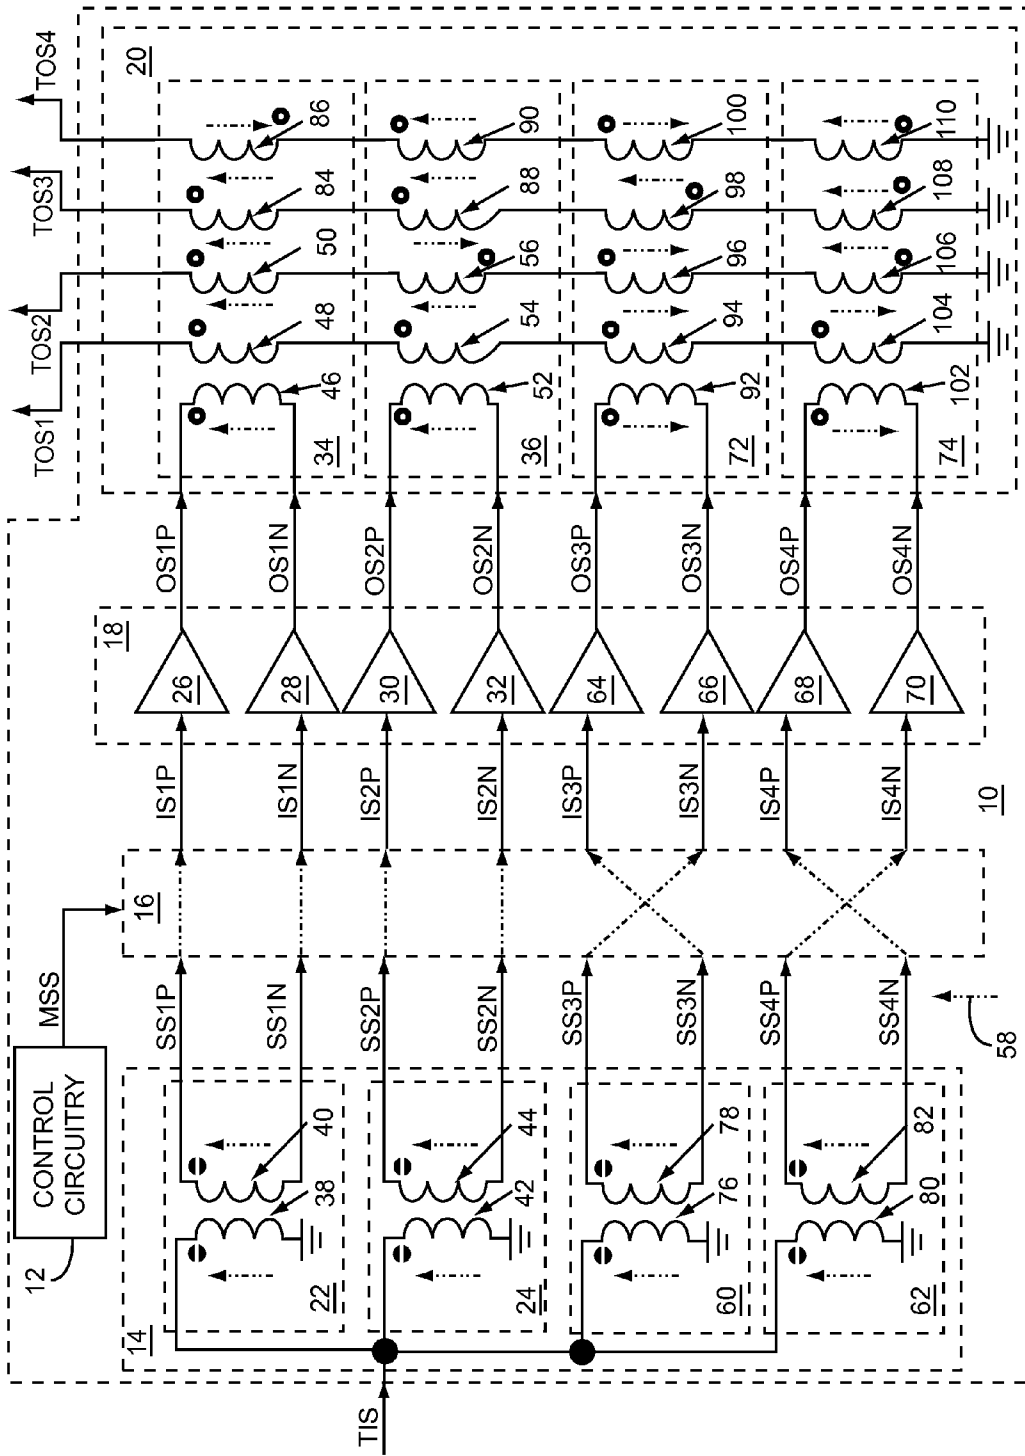 TOS1
TOS2
TOS3
TOS4
20
46
48
50
84
86
34
52
54
56
88
90
36
92
94
96
98
100
72
102
104
106
108
110
74
OS1P
OS1N
OS2P
OS2N
OS3P
OS3N
OS4P
OS4N
18
26
28
30
32
64
66
68
70
IS1P
IS1N
IS2P
IS2N
IS3P
IS3N
IS4P
IS4N
10
MSS
16
SS1P
SS1N
SS2P
SS2N
SS3P
SS3N
SS4P
SS4N
58
CONTROL
CIRCUITRY
12
14
38
40
22
42
44
24
76
78
60
80
82
62
TIS